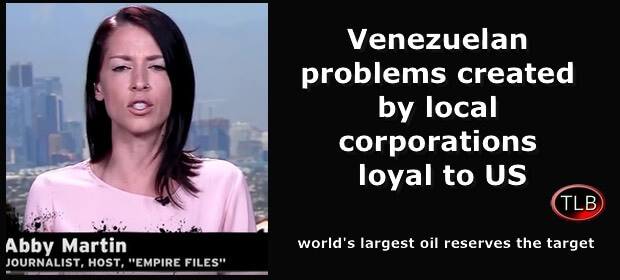 Venezuelan
problems created
by local
corporations
loyal to US
TLB
world's largest oil reserves the target
Abby Martin
JOURNALIST, HOST, "EMPIRE FILES"